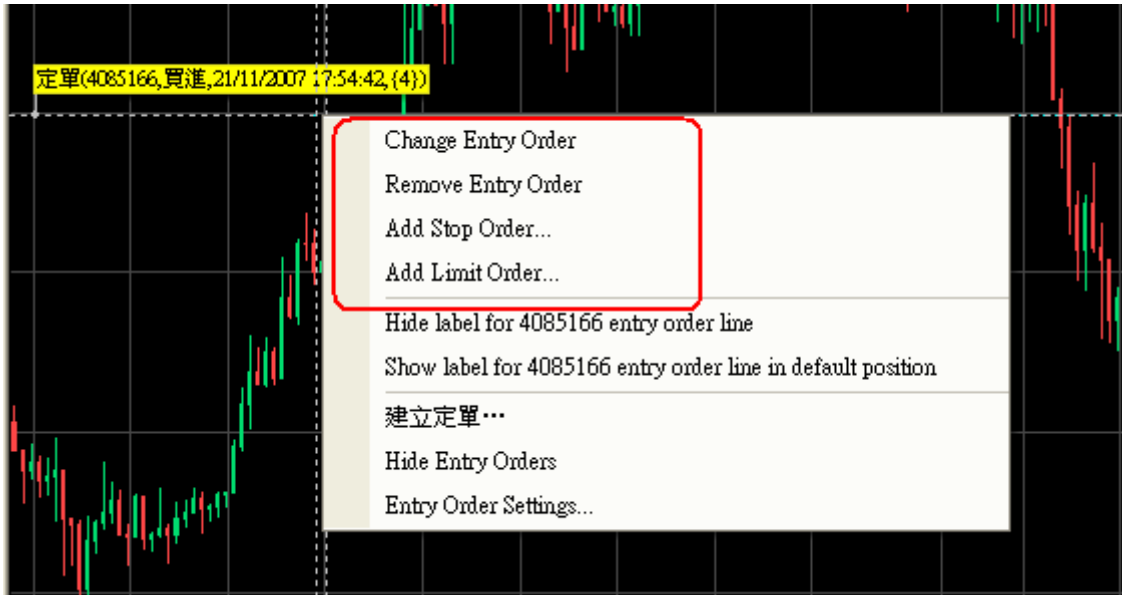 定單(4085166,買進,21/11/2007 17:54:42,{4})
Change Entry Order
Remove Entry Order
Add Stop Order...
Add Limit Order...
Hide label for 4085166 entry order line
Show label for 4085166 entry order line in default position
建立定單…
Hide Entry Orders
Entry Order Settings...